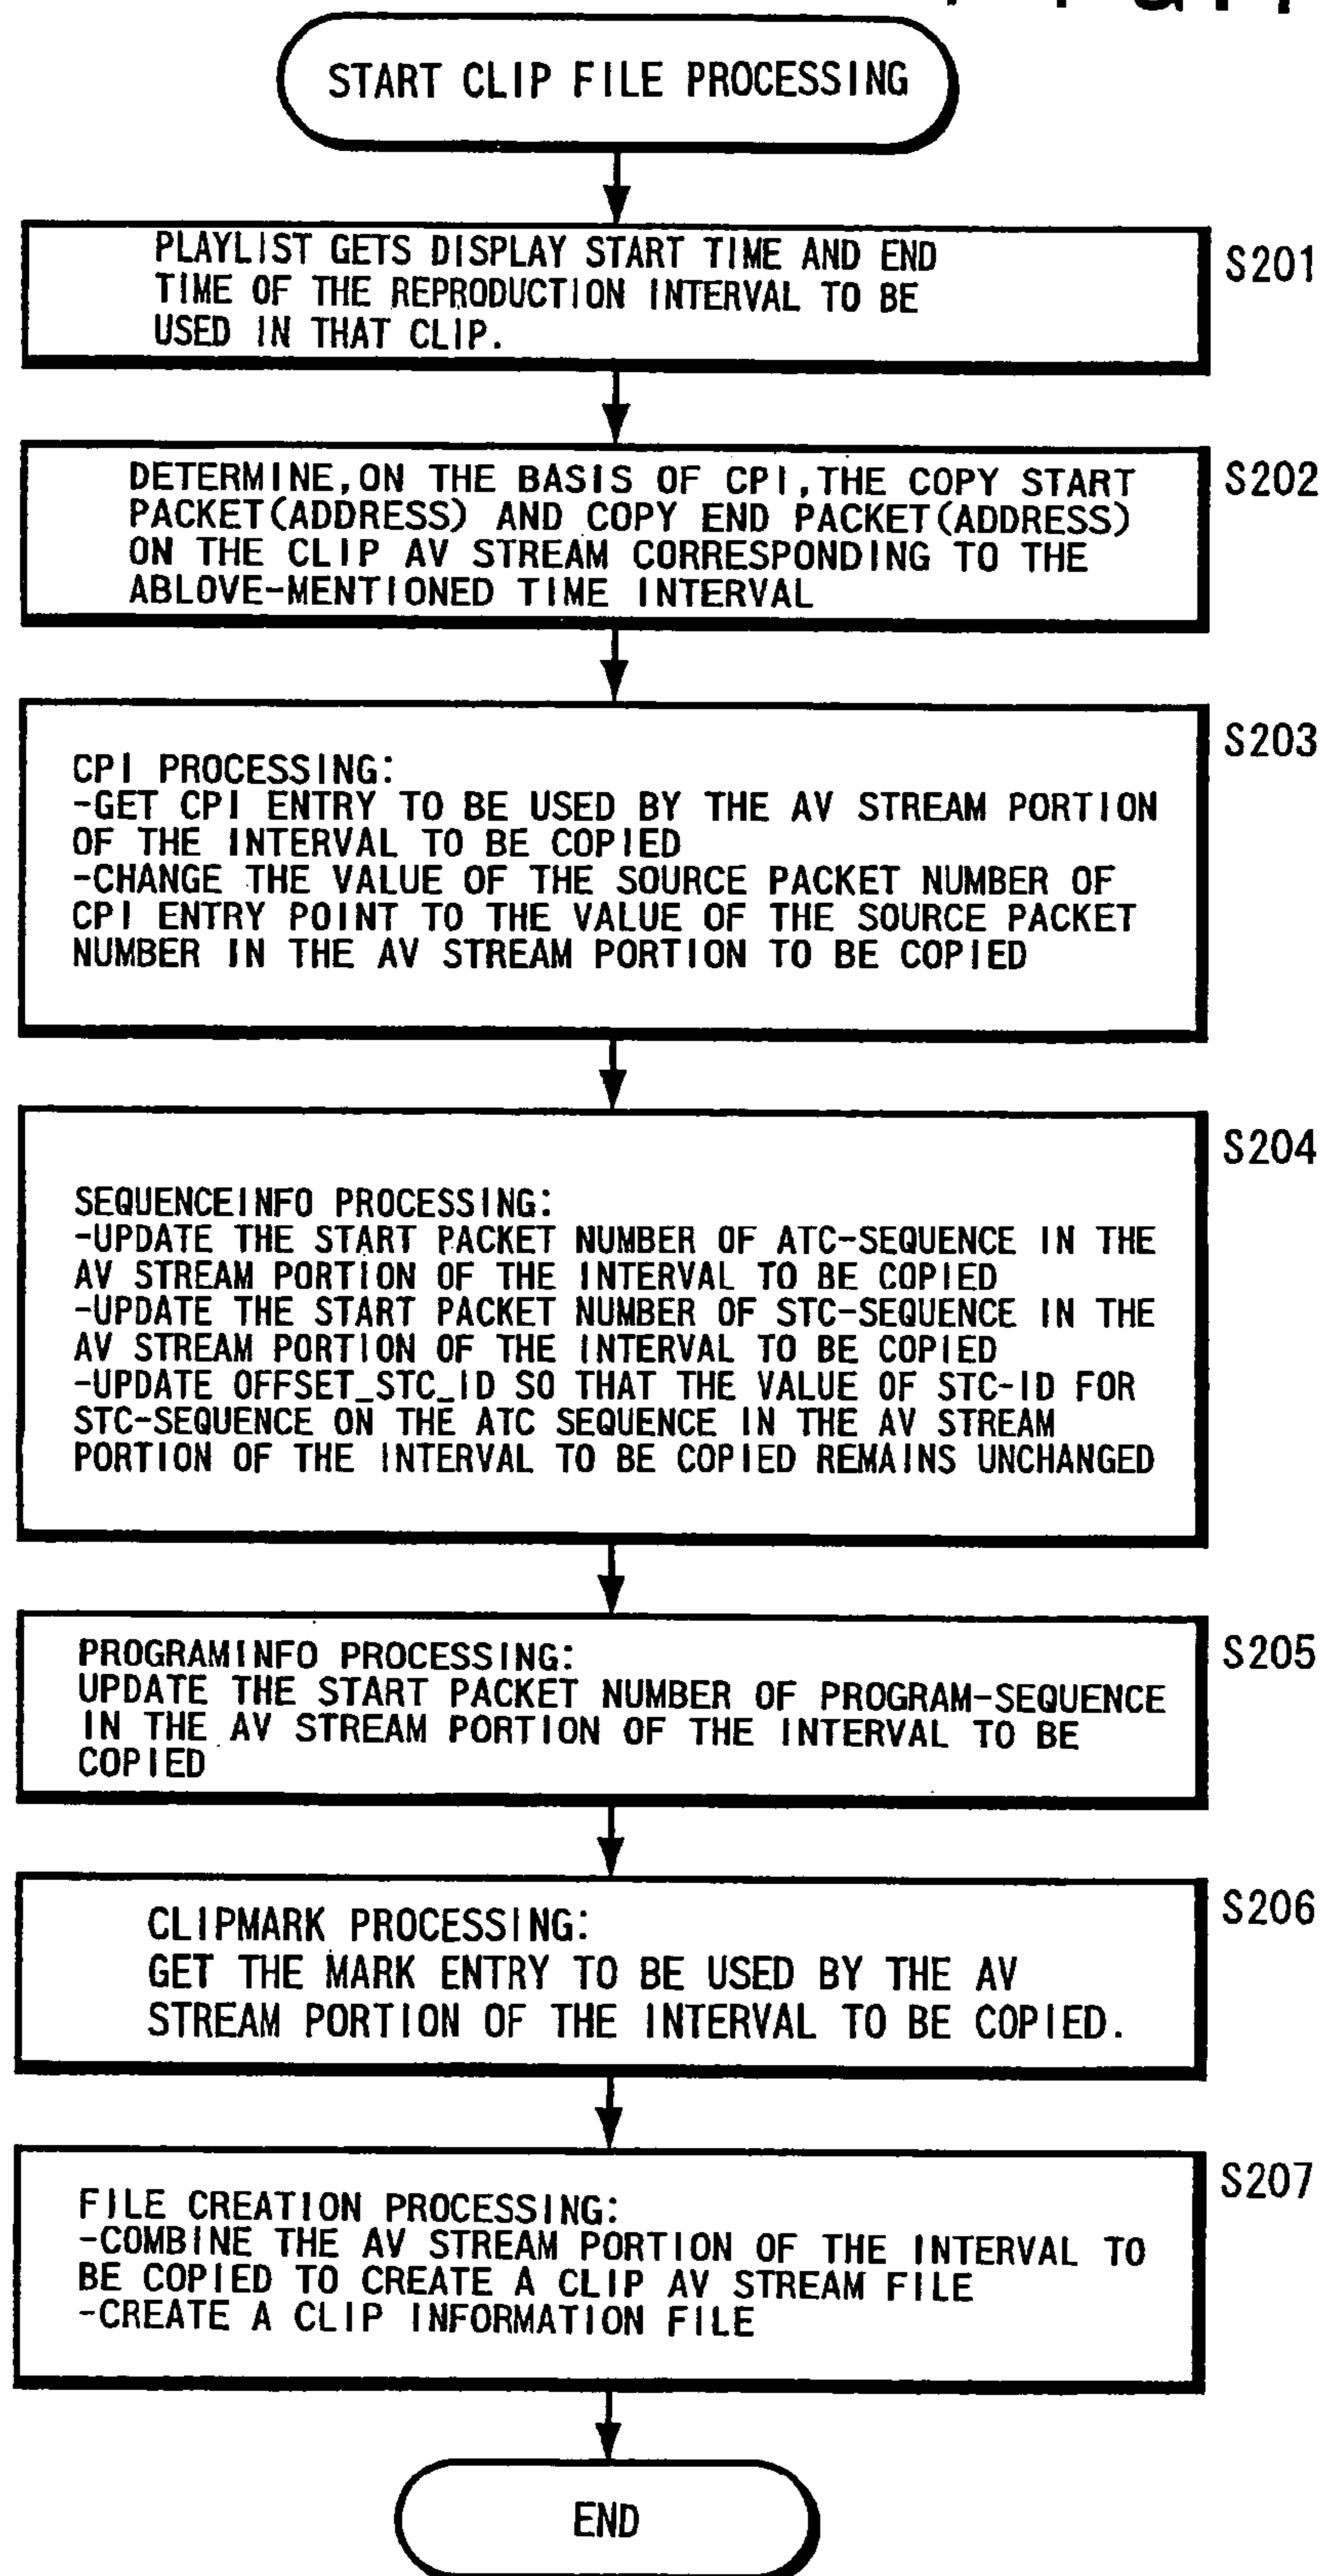 START CLIP FILE PROCESSING
PLAYLIST GETS DISPLAY START TIME AND END
TIME OF THE REPRODUCTION INTERVAL TO BE
USED IN THAT CLIP.
S201
DETERMINE,ON THE BASIS OF CPI,THE COPY START
PACKET(ADDRESS) AND COPY END PACKET(ADDRESS)
ON THE CLIP AV STREAM CORRESPONDING TO THE
ABLOVE-MENTIONED TIME INTERVAL
S202
CPI PROCESSING:
-GET CPI ENTRY TO BE USED BY THE AV STREAM PORTION
OF THE INTERVAL TO BE COPIED
-CHANGE THE VALUE OF THE SOURCE PACKET NUMBER OF
CPI ENTRY POINT TO THE VALUE OF THE SOURCE PACKET
NUMBER IN THE AV STREAM PORTION TO BE COPIED
S203
SEQUENCEINFO PROCESSING:
-UPDATE THE START PACKET NUMBER OF ATC-SEQUENCE IN THE
AV STREAM PORTION OF THE INTERVAL TO BE COPIED
-UPDATE THE START PACKET NUMBER OF STC-SEQUENCE IN THE
AV STREAM PORTION OF THE INTERVAL TO BE COPIED
-UPDATE OFFSET_STC_ID SO THAT THE VALUE OF STC-ID FOR
STC-SEQUENCE ON THE ATC SEQUENCE IN THE AV STREAM
PORTION OF THE INTERVAL TO BE COPIED REMAINS UNCHANGED
S204
PROGRAMINFO PROCESSING:
UPDATE THE START PACKET NUMBER OF PROGRAM-SEQUENCE
IN THE AV STREAM PORTION OF THE INTERVAL TO BE
COPIED
S205
CLIPMARK PROCESSING:
GET THE MARK ENTRY TO BE USED BY THE AV
STREAM PORTION OF THE INTERVAL TO BE COPIED.
S206
FILE CREATION PROCESSING:
-COMBINE THE AV STREAM PORTION OF THE INTERVAL TO
BE COPIED TO CREATE A CLIP AV STREAM FILE
-CREATE A CLIP INFORMATION FILE
S207
END